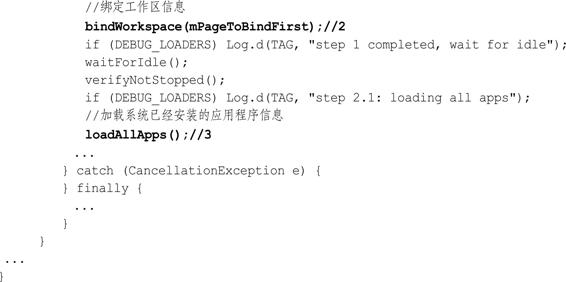 //绑定工作区信息
bindWorkspace(mPageToBindFirst);//2
if (DEBUG_LOADERS) Log.d(TAG, "step 1 completed, wait for idle");
waitForIdle();
verifyNotStopped();
if (DEBUG_LOADERS) Log.d(TAG, "step 2.1: loading all apps");
//加载系统已经安装的应用程序信息
loadAllApps();//3
...
} catch (CancellationException e) {
} finally {
...
}
}
...
}